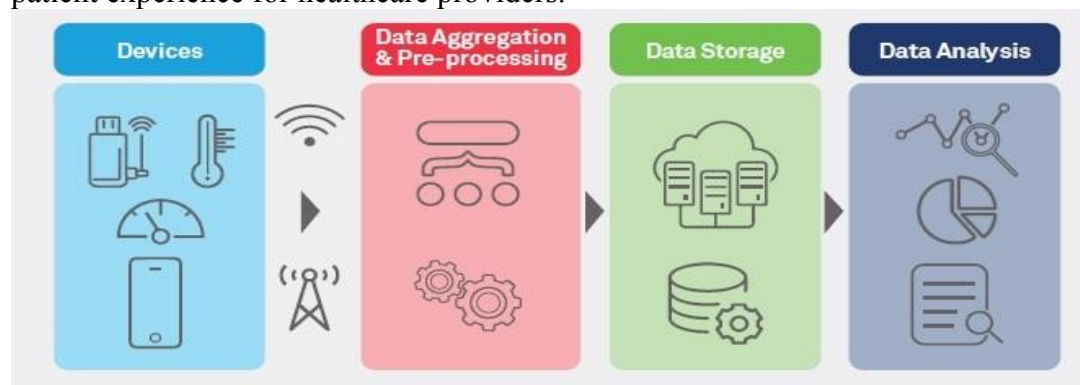 patient experience for healthcare providers.
Devices
Data Aggregation
& Pre-processing
Data Storage
Data Analysis